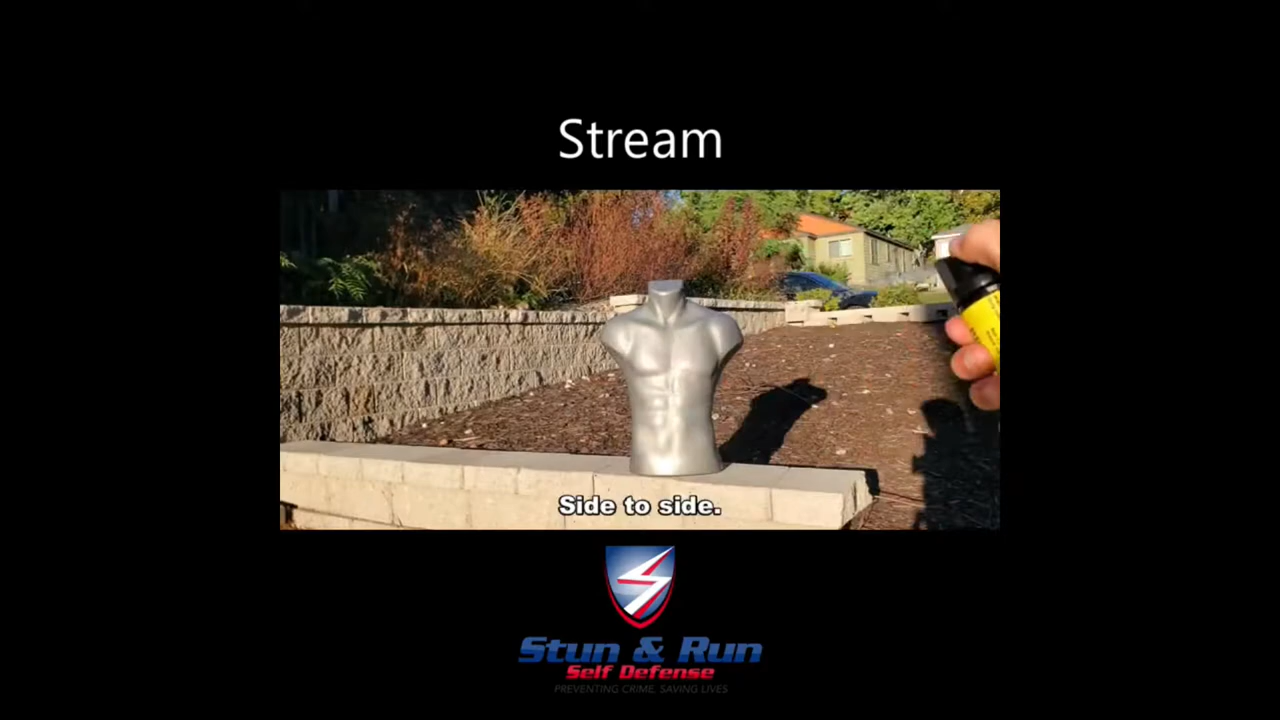 Stream
Side to side.
Stun & Run
Self Defense
PREVENTING CRIME, SAVING LIVES